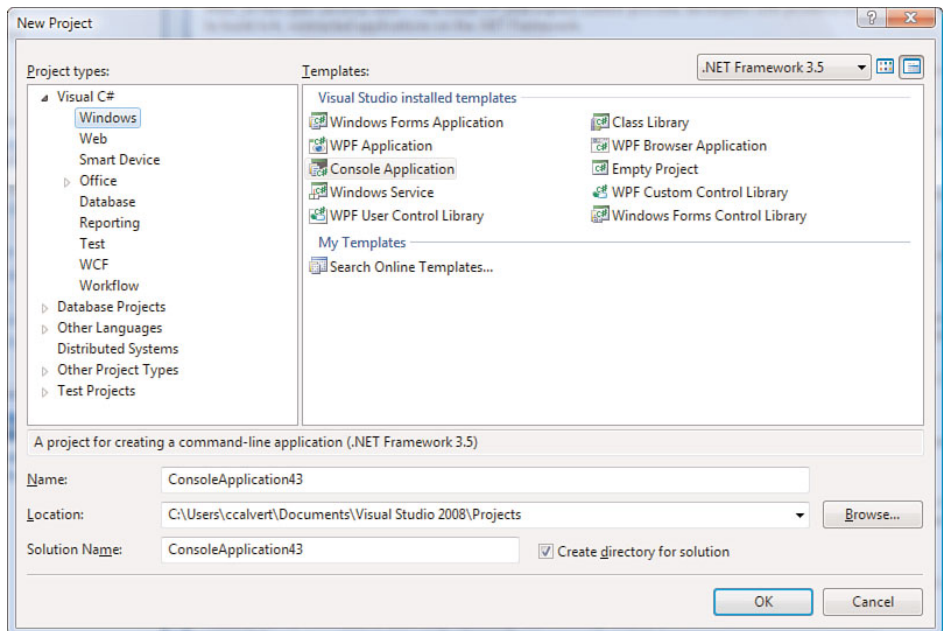 New Project
Project types:
Templates:
.NET Framework 3.5
Visual C#
Windows
Web
Smart Device
Office
Database
Reporting
Test
WCF
Workflow
Database Projects
Other Languages
Distributed Systems
Other Project Types
Test Projects
Visual Studio installed templates
Windows Forms Application
Class Library
WPF Application
WPF Browser Application
Console Application
Empty Project
Windows Service
WPF Custom Control Library
WPF User Control Library
Windows Forms Control Library
My Templates
Search Online Templates...
A project for creating a command-line application (.NET Framework 3.5)
Name:
ConsoleApplication43
Location:
C:\Users\ccalvert\Documents\Visual Studio 2008\Projects
Browse...
Solution Name:
ConsoleApplication43
Create directory for solution
OK
Cancel